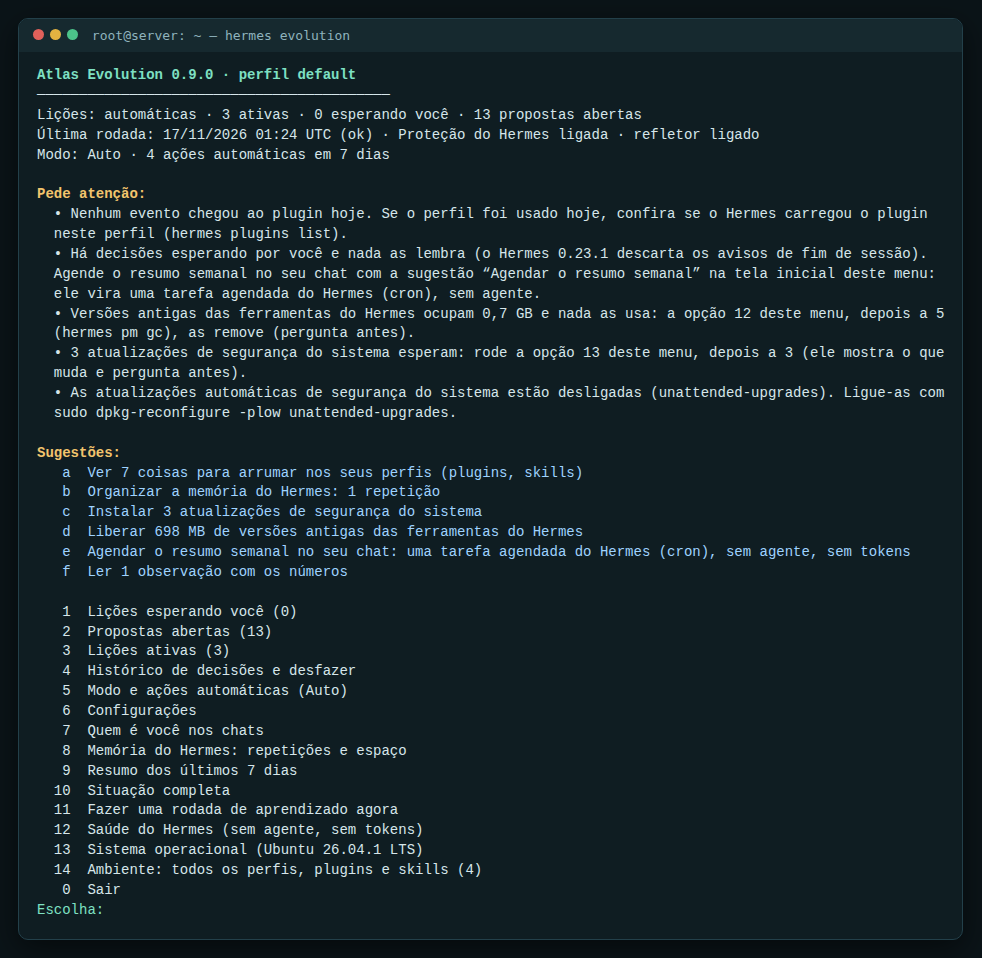 root@server: ~ — hermes evolution
Atlas Evolution 0.9.0 · perfil default
──────────────────────────────────────────
Lições: automáticas · 3 ativas · 0 esperando você · 13 propostas abertas
Última rodada: 17/11/2026 01:24 UTC (ok) · Proteção do Hermes ligada · refletor ligado
Modo: Auto · 4 ações automáticas em 7 dias
Pede atenção:
• Nenhum evento chegou ao plugin hoje. Se o perfil foi usado hoje, confira se o Hermes carregou o plugin
neste perfil (hermes plugins list).
• Há decisões esperando por você e nada as lembra (o Hermes 0.23.1 descarta os avisos de fim de sessão).
Agende o resumo semanal no seu chat com a sugestão “Agendar o resumo semanal” na tela inicial deste menu:
ele vira uma tarefa agendada do Hermes (cron), sem agente.
• Versões antigas das ferramentas do Hermes ocupam 0,7 GB e nada as usa: a opção 12 deste menu, depois a 5
(hermes pm gc), as remove (pergunta antes).
• 3 atualizações de segurança do sistema esperam: rode a opção 13 deste menu, depois a 3 (ele mostra o que
muda e pergunta antes).
• As atualizações automáticas de segurança do sistema estão desligadas (unattended-upgrades). Ligue-as com
sudo dpkg-reconfigure -plow unattended-upgrades.
Sugestões:
a  Ver 7 coisas para arrumar nos seus perfis (plugins, skills)
b  Organizar a memória do Hermes: 1 repetição
c  Instalar 3 atualizações de segurança do sistema
d  Liberar 698 MB de versões antigas das ferramentas do Hermes
e  Agendar o resumo semanal no seu chat: uma tarefa agendada do Hermes (cron), sem agente, sem tokens
f  Ler 1 observação com os números
1  Lições esperando você (0)
2  Propostas abertas (13)
3  Lições ativas (3)
4  Histórico de decisões e desfazer
5  Modo e ações automáticas (Auto)
6  Configurações
7  Quem é você nos chats
8  Memória do Hermes: repetições e espaço
9  Resumo dos últimos 7 dias
10  Situação completa
11  Fazer uma rodada de aprendizado agora
12  Saúde do Hermes (sem agente, sem tokens)
13  Sistema operacional (Ubuntu 26.04.1 LTS)
14  Ambiente: todos os perfis, plugins e skills (4)
0  Sair
Escolha: